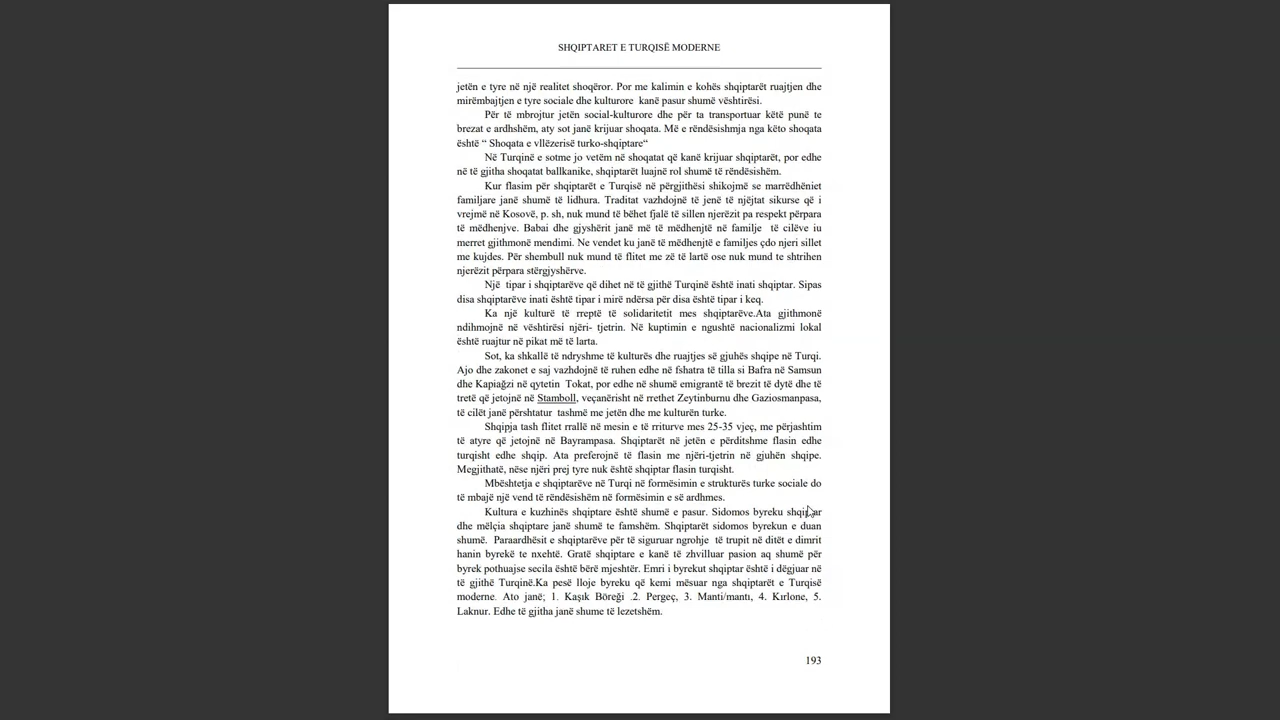 SHQIPTARET E TURQISË MODERNE
jetën e tyre në një realitet shoqëror. Por me kalimin e kohës shqiptarët ruajtjen dhe
mirëmbajtjen e tyre sociale dhe kulturore kanë pasur shumë vështirësi.
Për të mbrojtur jetën social-kulturore dhe për ta transportuar këtë punë te
brezat e ardhshëm, aty sot janë krijuar shoqata. Më e rëndësishmja nga këto shoqata
është “ Shoqata e vllëzerisë turko-shqiptare“
Në Turqinë e sotme jo vetëm në shoqatat që kanë krijuar shqiptarët, por edhe
në të gjitha shoqatat ballkanike, shqiptarët luajnë rol shumë të rëndësishëm.
Kur flasim për shqiptarët e Turqisë në përgjithësi shikojmë se marrëdhëniet
familjare janë shumë të lidhura. Traditat vazhdojnë të jenë të njëjtat sikurse që i
vrejmë në Kosovë, p. sh, nuk mund të bëhet fjalë të sillen njerëzit pa respekt përpara
të mëdhenjve. Babai dhe gjyshërit janë më të mëdhenjtë në familje të cilëve iu
merret gjithmonë mendimi. Ne vendet ku janë të mëdhenjtë e familjes çdo njeri sillet
me kujdes. Për shembull nuk mund të flitet me zë të lartë ose nuk mund te shtrihen
njerëzit përpara stërgjyshërve.
Një tipar i shqiptarëve që dihet në të gjithë Turqinë është inati shqiptar. Sipas
disa shqiptarëve inati është tipar i mirë ndërsa për disa është tipar i keq.
Ka një kulturë të rreptë të solidaritetit mes shqiptarëve.Ata gjithmonë
ndihmojnë në vështirësi njëri- tjetrin. Në kuptimin e ngushtë nacionalizmi lokal
është ruajtur në pikat më të larta.
Sot, ka shkallë të ndryshme të kulturës dhe ruajtjes së gjuhës shqipe në Turqi.
Ajo dhe zakonet e saj vazhdojnë të ruhen edhe në fshatra të tilla si Bafra në Samsun
dhe Kapiağzi në qytetin Tokat, por edhe në shumë emigrantë të brezit të dytë dhe të
tretë që jetojnë në Stamboll, veçanërisht në rrethet Zeytinburnu dhe Gaziosmanpasa,
të cilët janë përshtatur tashmë me jetën dhe me kulturën turke.
Shqipja tash flitet rrallë në mesin e të rriturve mes 25-35 vjeç, me përjashtim
të atyre që jetojnë në Bayrampasa. Shqiptarët në jetën e përditshme flasin edhe
turqisht edhe shqip. Ata preferojnë të flasin me njëri-tjetrin në gjuhën shqipe.
Megjithatë, nëse njëri prej tyre nuk është shqiptar flasin turqisht.
Mbështetja e shqiptarëve në Turqi në formësimin e strukturës turke sociale do
të mbajë një vend të rëndësishëm në formësimin e së ardhmes.
Kultura e kuzhinës shqiptare është shumë e pasur. Sidomos byreku shqiptar
dhe mëlçia shqiptare janë shumë te famshëm. Shqiptarët sidomos byrekun e duan
shumë. Paraardhësit e shqiptarëve për të siguruar ngrohje të trupit në ditët e dimrit
hanin byrekë te nxehtë. Gratë shqiptare e kanë të zhvilluar pasion aq shumë për
byrek pothuajse secila është bërë mjeshtër. Emri i byrekut shqiptar është i dëgjuar në
të gjithë Turqinë.Ka pesë lloje byreku që kemi mësuar nga shqiptarët e Turqisë
moderne. Ato janë; 1. Kaşık Böreği .2. Pergeç, 3. Manti/mantı, 4. Kırlone, 5.
Laknur. Edhe të gjitha janë shume të lezetshëm.
193